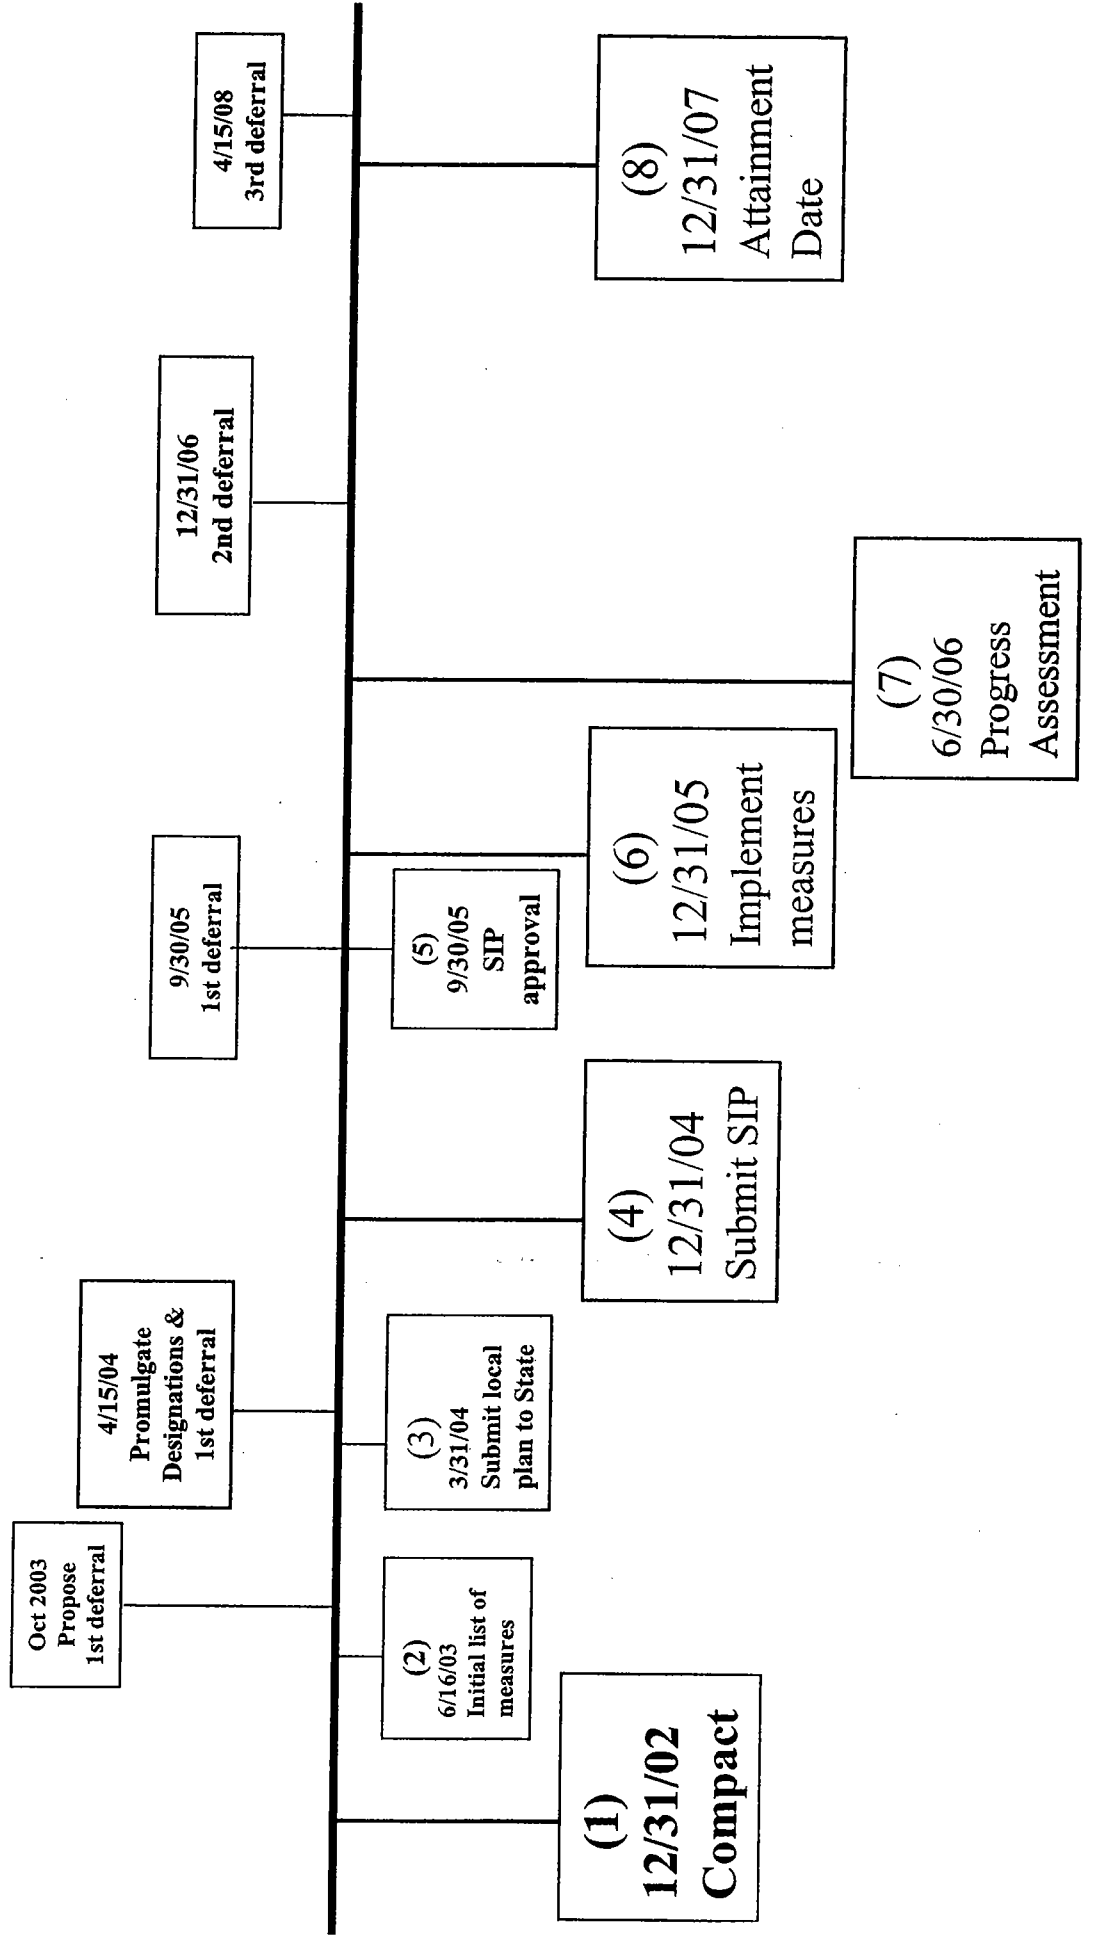 Oct 2003
Propose
1st deferral
4/15/04
Promulgate
Designations &
1st deferral
9/30/05
1st deferral
12/31/06
2nd deferral
4/15/08
3rd deferral
(1)
12/31/02
Compact
(2)
6/16/03
Initial list of
measures
(3)
3/31/04
Submit local
plan to State
(4)
12/31/04
Submit SIP
(5)
9/30/05
SIP
approval
(6)
12/31/05
Implement
measures
(7)
6/30/06
Progress
Assessment
(8)
12/31/07
Attainment
Date